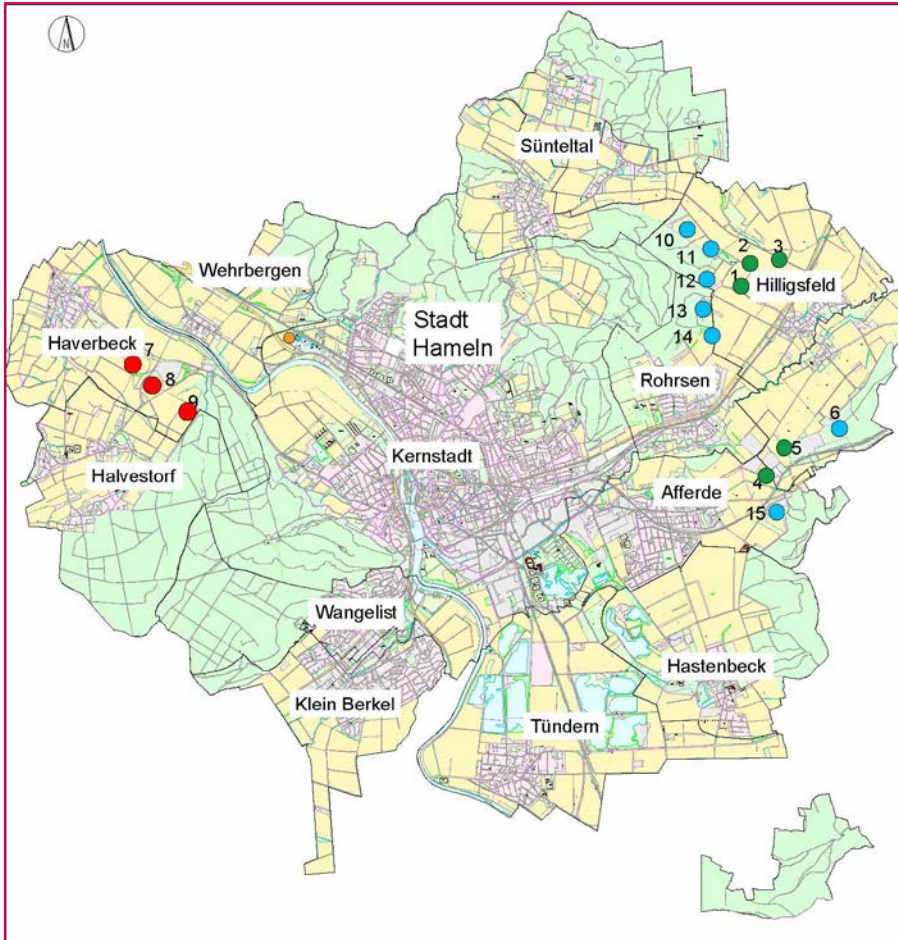 N
Sünteltal
10
11
2
3
Wehrbergen
12
1
Hilligsfeld
Stadt
Hameln
13
14
Haverbeck
7
8
Rohrsen
9
6
5
Kernstadt
Halvestorf
4
Afferde
15
Wangelist
Hastenbeck
Klein Berkel
Tündern